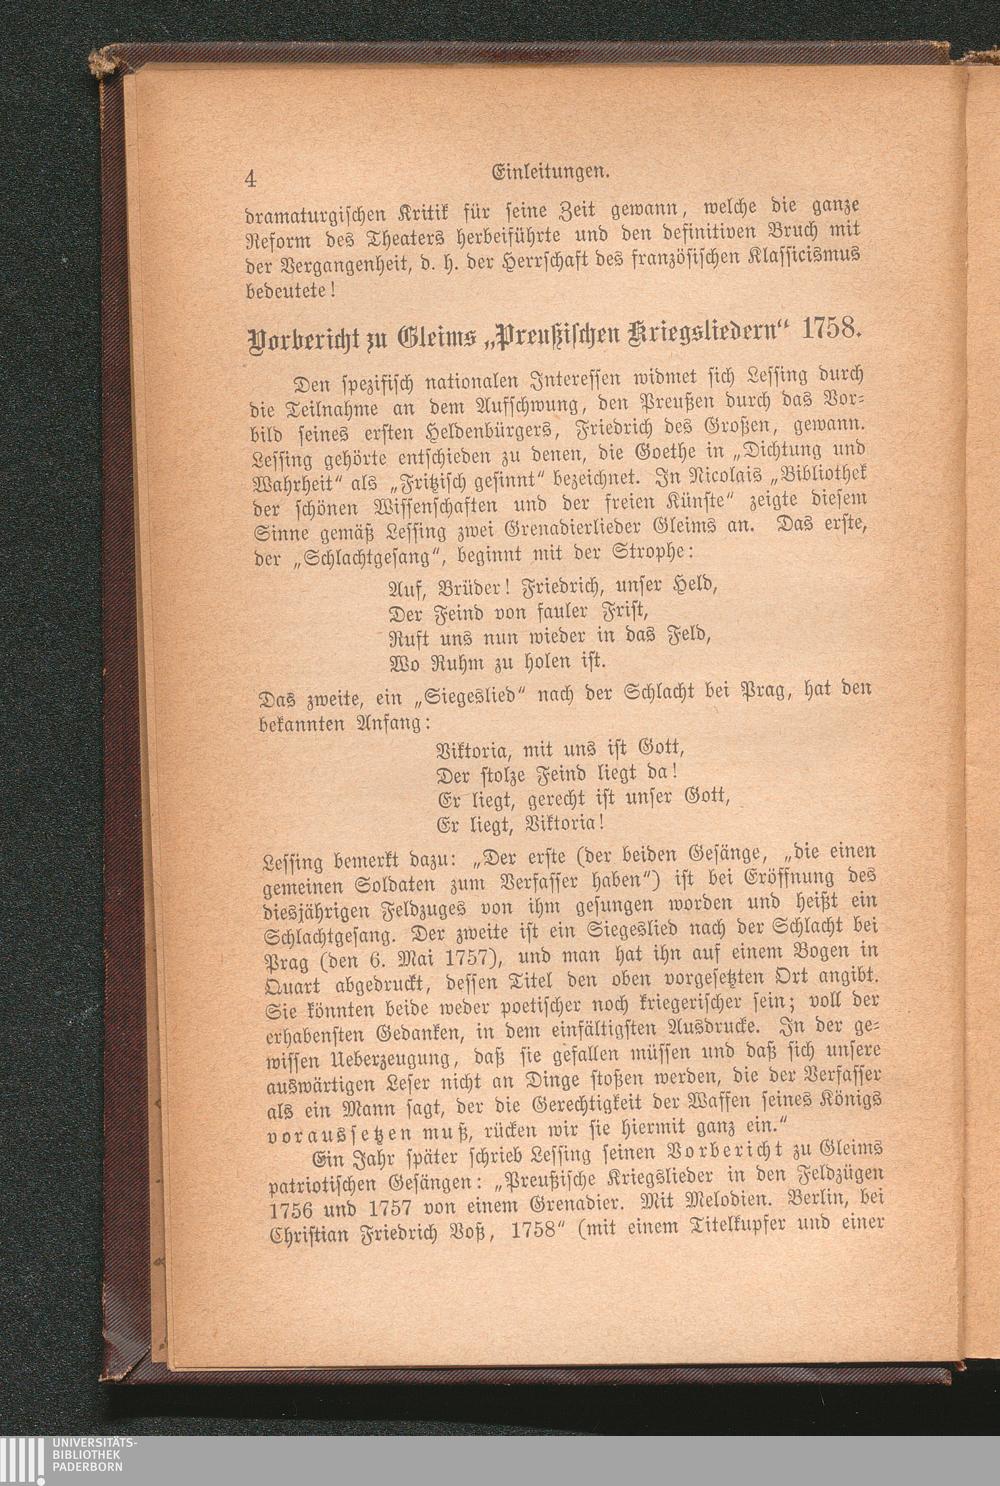 4
Einleitungen.
dramaturgischen Kritik für seine Zeit gewann, welche die ganze
Reform des Theaters herbeiführte und den definitiven Bruch mit
der Vergangenheit, d. h. der Herrschaft des französischen Klassicismus
bedeutete!
Vorbericht zu Gleims „Preußischen Kriegsliedern“ 1758.
Den spezifisch nationalen Interessen widmet sich Lessing durch
die Teilnahme an dem Aufschwung, den Preußen durch das Vor-
bild seines ersten Heldenbürgers, Friedrich des Großen, gewann.
Lessing gehörte entschieden zu denen, die Goethe in „Dichtung und
Wahrheit“ als „Fritzisch gesinnt“ bezeichnet. In Nicolais „Bibliothek
der schönen Wissenschaften und der freien Künste“ zeigte diesem
Sinne gemäß Lessing zwei Grenadierlieder Gleims an. Das erste,
der „Schlachtgesang“, beginnt mit der Strophe:
Auf, Brüder! Friedrich, unser Held,
Der Feind von fauler Frist,
Ruft uns nun wieder in das Feld,
Wo Ruhm zu holen ist.
Das zweite, ein „Siegeslied“ nach der Schlacht bei Prag, hat den
bekannten Anfang:
Viktoria, mit uns ist Gott,
Der stolze Feind liegt da!
Er liegt, gerecht ist unser Gott,
Er liegt, Viktoria!
Lessing bemerkt dazu: „Der erste (der beiden Gesänge, „die einen
gemeinen Soldaten zum Verfasser haben“) ist bei Eröffnung des
diesjährigen Feldzuges von ihm gesungen worden und heißt ein
Schlachtgesang. Der zweite ist ein Siegeslied nach der Schlacht bei
Prag (den 6. Mai 1757), und man hat ihn auf einem Bogen in
Quart abgedruckt, dessen Titel den oben vorgesetzten Ort angibt.
Sie könnten beide weder poetischer noch kriegerischer sein; voll der
erhabensten Gedanken, in dem einfältigsten Ausdrucke. In der ge-
wissen Ueberzeugung, daß sie gefallen müssen und daß sich unsere
auswärtigen Leser nicht an Dinge stoßen werden, die der Verfasser
als ein Mann sagt, der die Gerechtigkeit der Waffen seines Königs
voraussetzen muß, rücken wir sie hiermit ganz ein.“
Ein Jahr später schrieb Lessing seinen Vorbericht zu Gleims
patriotischen Gesängen: „Preußische Kriegslieder in den Feldzügen
1756 und 1757 von einem Grenadier. Mit Melodien. Berlin, bei
Christian Friedrich Voß, 1758“ (mit einem Titelkupfer und einer
UNIVERSITÄTS-
BIBLIOTHEK
PADERBORN